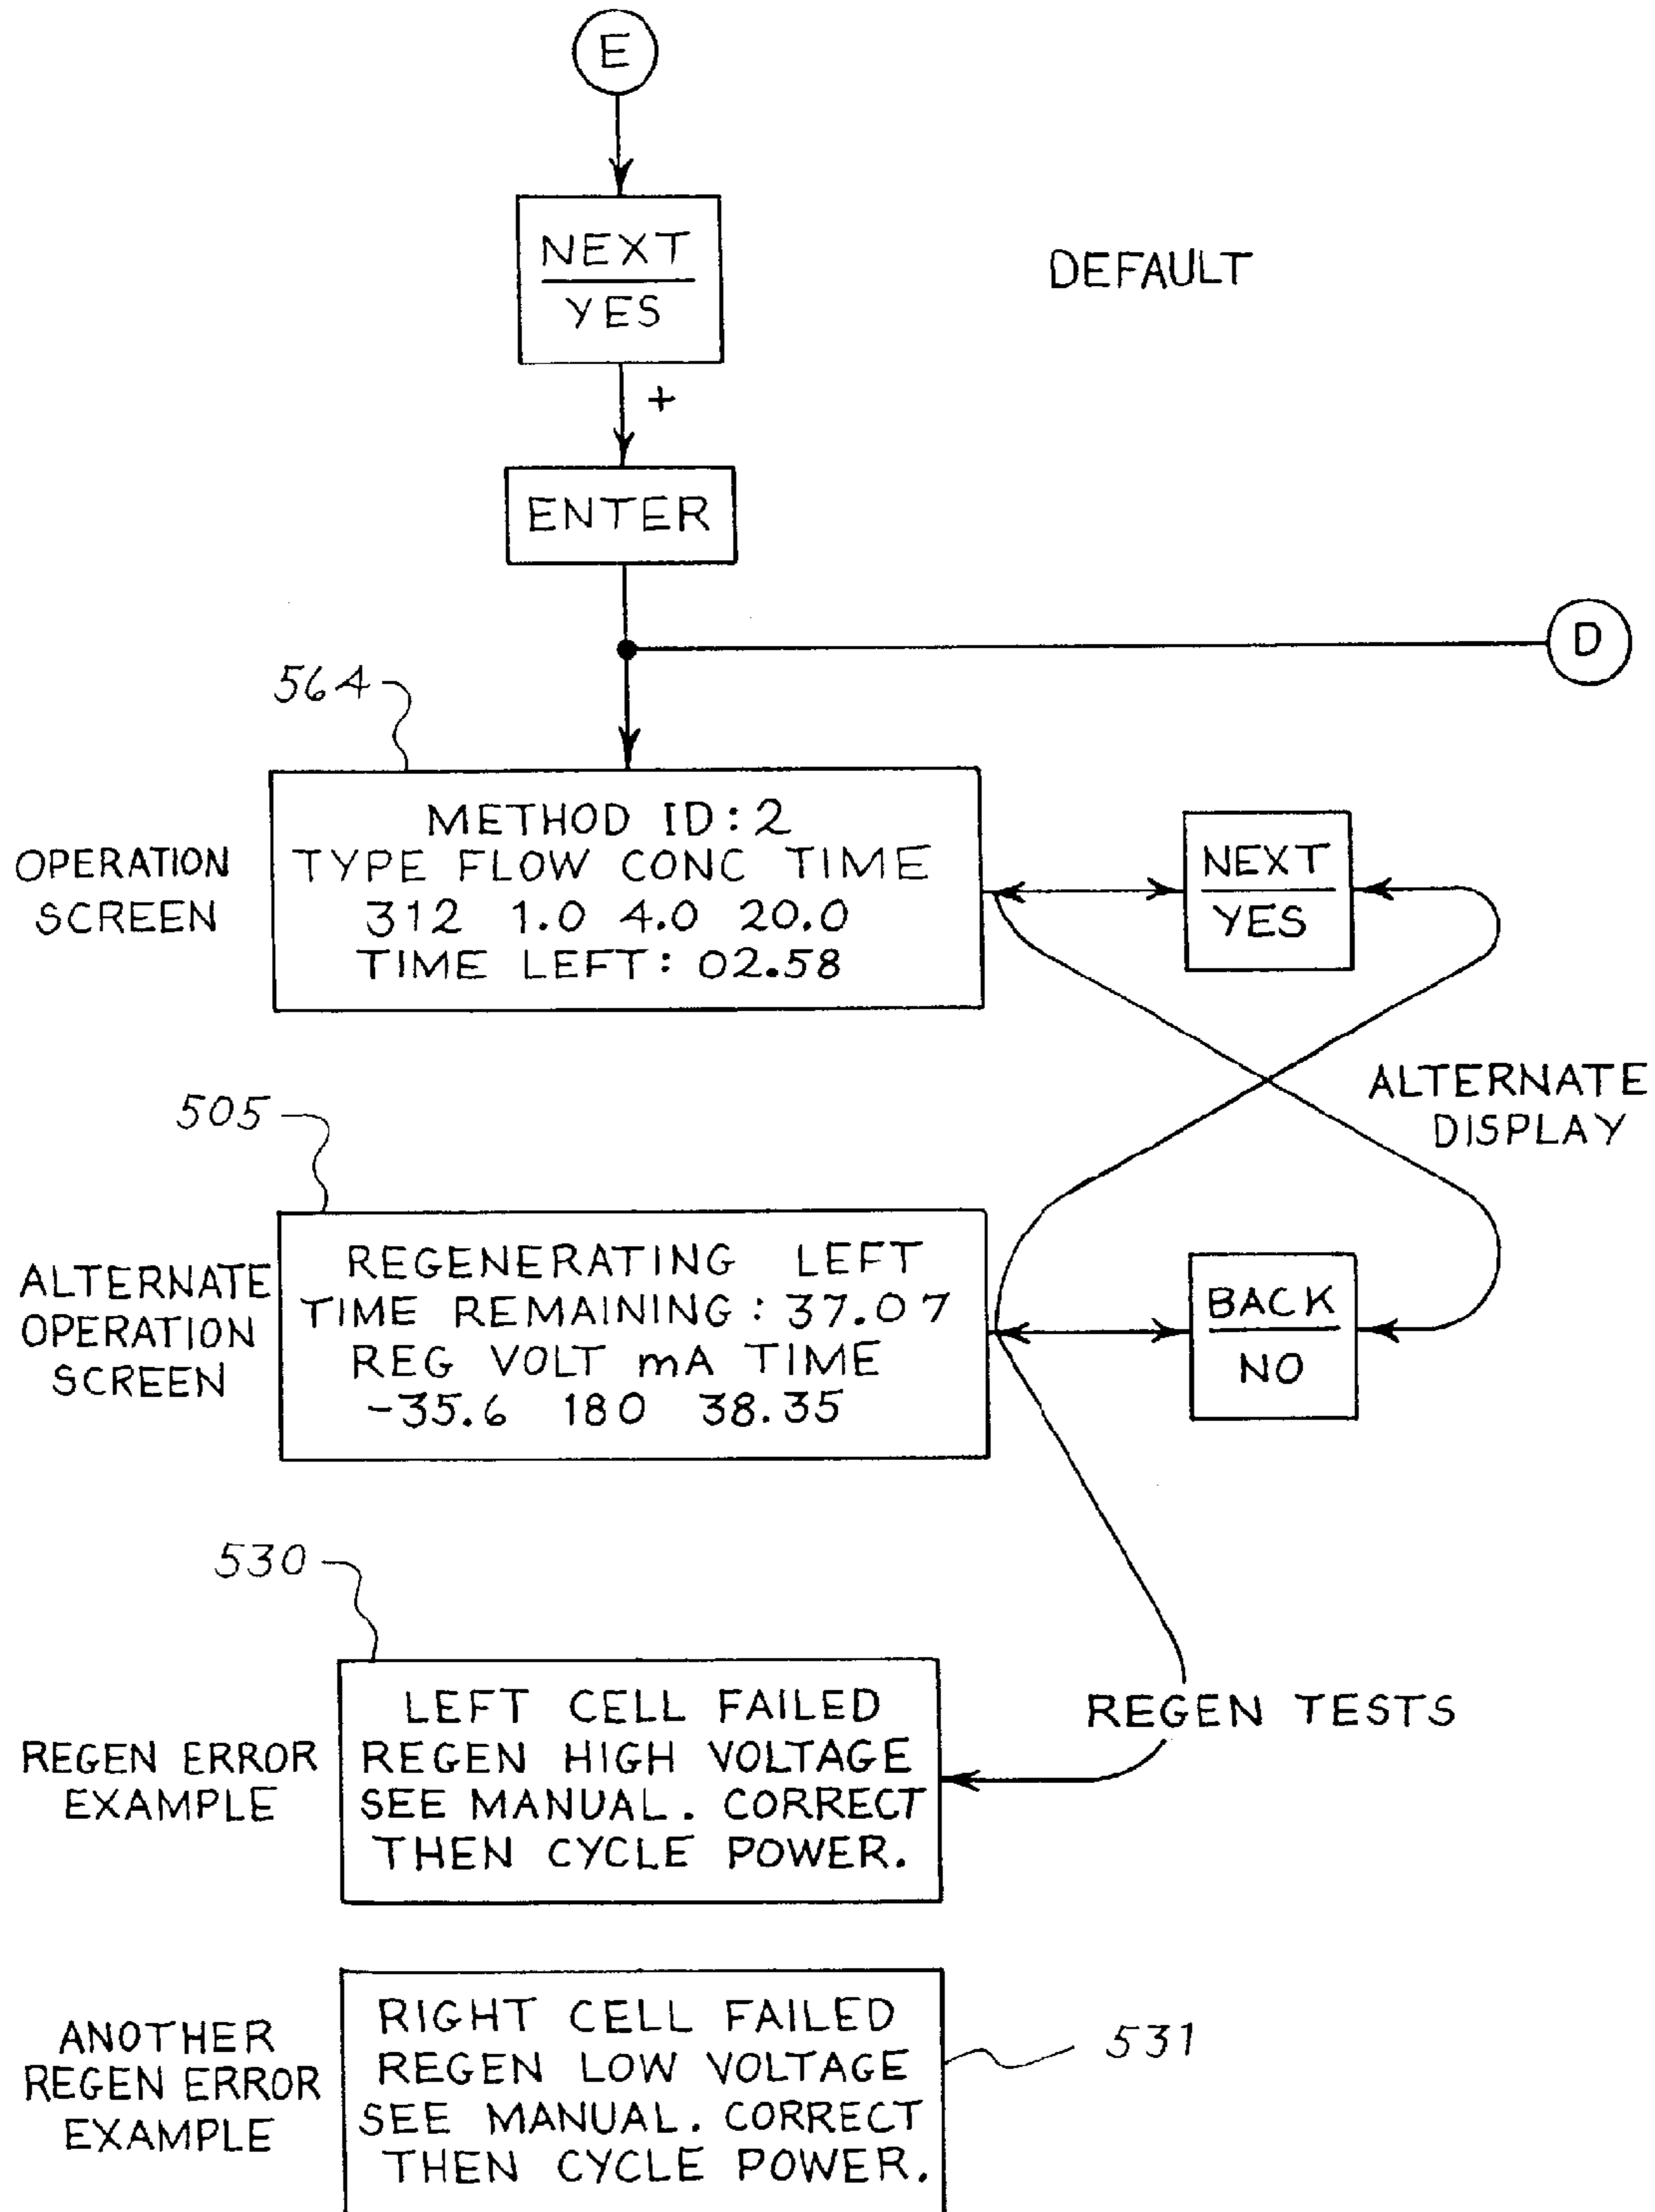 E
NEXT
YES
DEFAULT
+
ENTER
D
564
OPERATION
SCREEN
METHOD ID:2
TYPE FLOW CONC TIME
312 1.0 4.0 20.0
TIME LEFT: 02.58
NEXT
YES
ALTERNATE
DISPLAY
505
ALTERNATE
OPERATION
SCREEN
REGENERATING LEFT
TIME REMAINING: 37.07
REG VOLT mA TIME
-35.6 180 38.35
BACK
NO
530
REGEN ERROR
EXAMPLE
LEFT CELL FAILED
REGEN HIGH VOLTAGE
SEE MANUAL. CORRECT
THEN CYCLE POWER.
REGEN TESTS
ANOTHER
REGEN ERROR
EXAMPLE
RIGHT CELL FAILED
REGEN LOW VOLTAGE
SEE MANUAL. CORRECT
THEN CYCLE POWER.
531